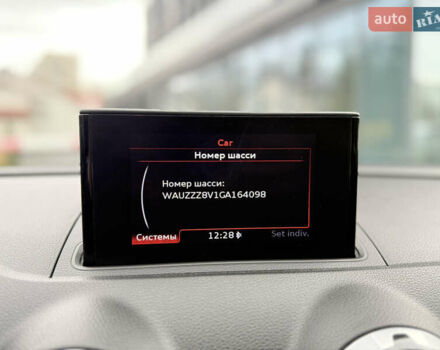 auto RIA
Car
Номер шасси
Номер шасси:
WAUZZZ8V1GA164098
Системы 12:28 Set indiv.